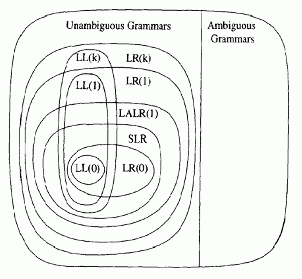 Unambiguous Grammars
Ambiguous
Grammars
LL(k) LR(k)
LL(1) LR(1)
LALR(1)
SLR
LL(0) LR(0)